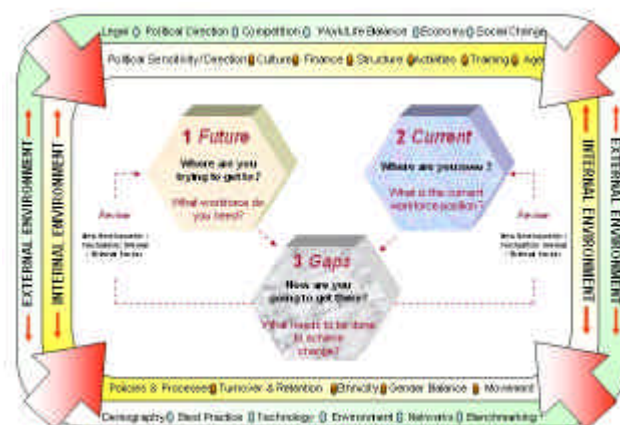 Legal Political Direction Competition Work/Life Balance Economy Social Change
Political Sensitivity/Direction Culture Finance Structure Activities Training Age
EXTERNAL ENVIRONMENT
INTERNAL ENVIRONMENT
1 Future
Where are you
trying to get to?
What workforce do
you need?
2 Current
Where are you now?
What is the current
workforce position?
Review
Review
3 Gaps
How are you
going to get there?
What needs to be done
to achieve
change?
INTERNAL ENVIRONMENT
EXTERNAL ENVIRONMENT
Policies & Processes Turnover & Retention Ethnicity Gender Balance Movement
Demography Best Practice Technology Environment Networks Benchmarking